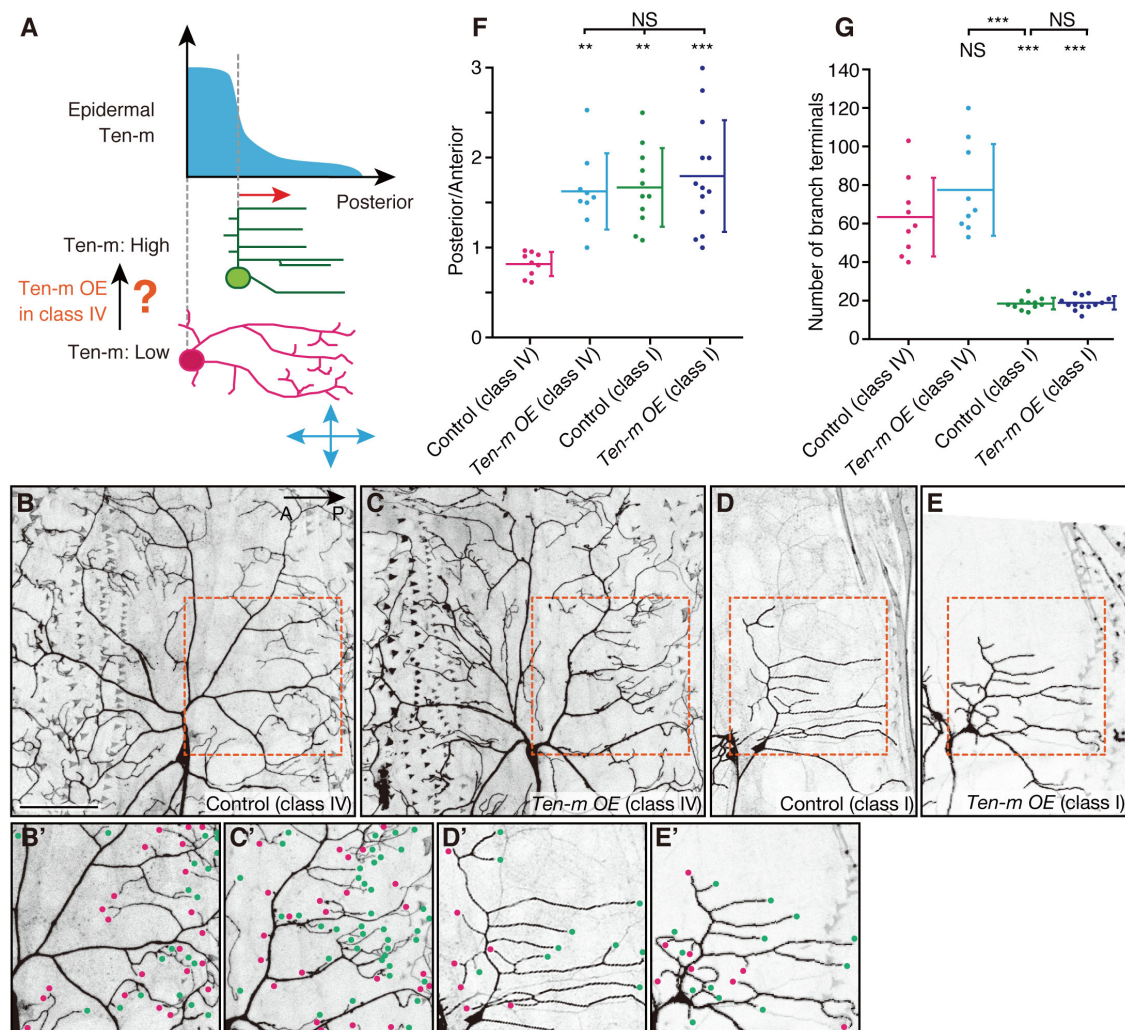 A
Epidermal
Ten-m
Posterior
Ten-m: High
Ten-m OE
in class IV
?
Ten-m: Low
F
NS
** ** ***
Posterior/Anterior
3
2
1
0
Control (class IV)
Ten-m OE (class IV)
Control (class I)
Ten-m OE (class I)
G
*** NS
NS *** ***
Number of branch terminals
140
120
100
80
60
40
20
0
Control (class IV)
Ten-m OE (class IV)
Control (class I)
Ten-m OE (class I)
B
A P
Control (class IV)
C
Ten-m OE (class IV)
D
Control (class I)
E
Ten-m OE (class I)
B'
C'
D'
E'